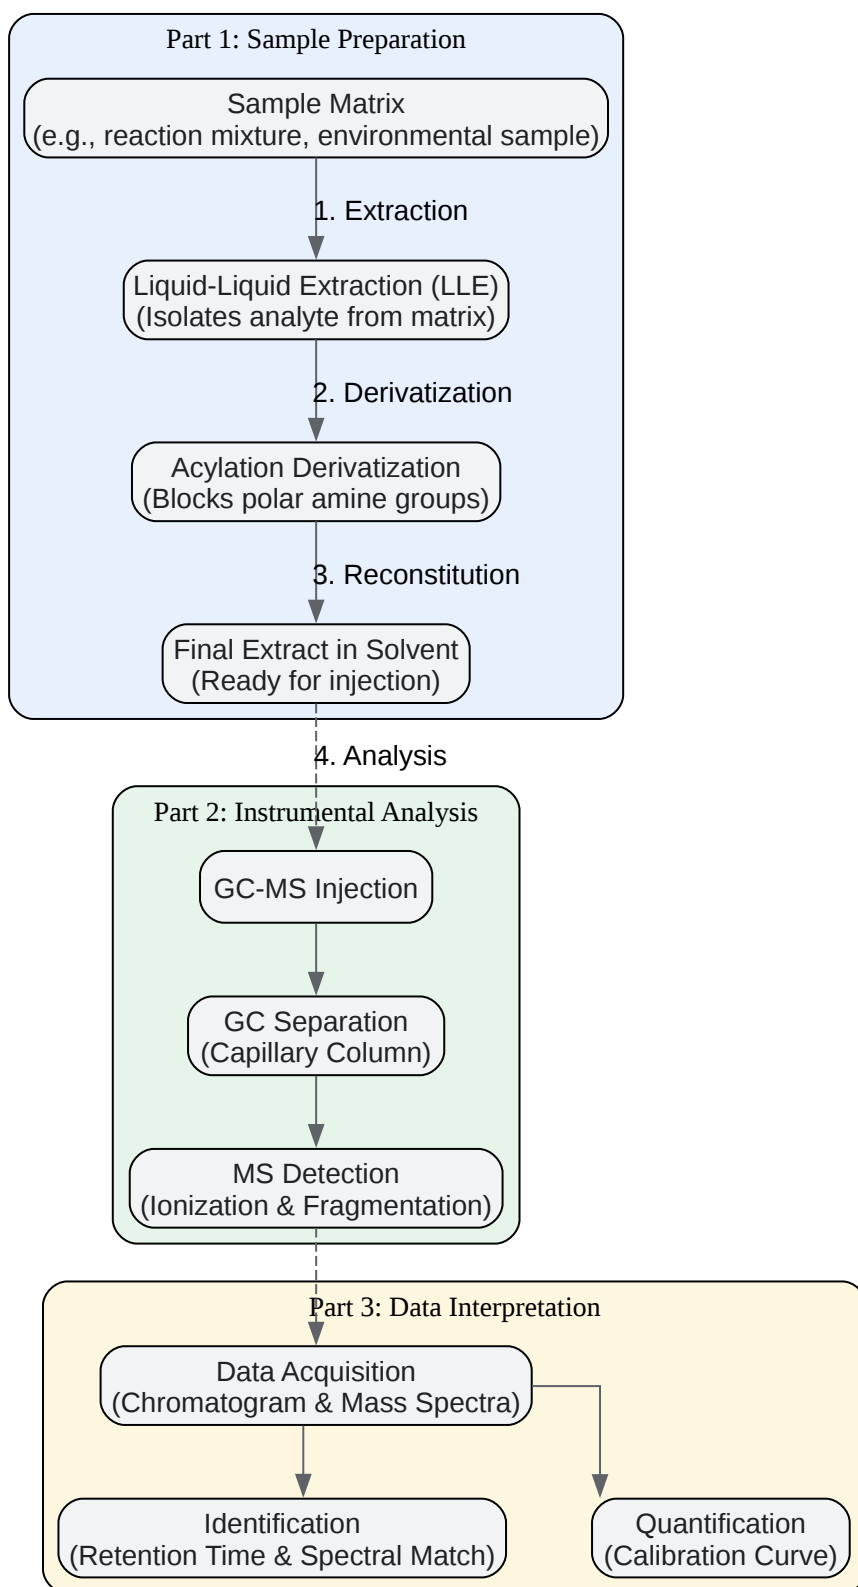 Part 1: Sample Preparation
Sample Matrix
(e.g., reaction mixture, environmental sample)
1. Extraction
Liquid-Liquid Extraction (LLE)
(Isolates analyte from matrix)
2. Derivatization
Acylation Derivatization
(Blocks polar amine groups)
3. Reconstitution
Final Extract in Solvent
(Ready for injection)
4. Analysis
Part 2: Instrumental Analysis
GC-MS Injection
GC Separation
(Capillary Column)
MS Detection
(Ionization & Fragmentation)
Part 3: Data Interpretation
Data Acquisition
(Chromatogram & Mass Spectra)
Identification
(Retention Time & Spectral Match)
Quantification
(Calibration Curve)